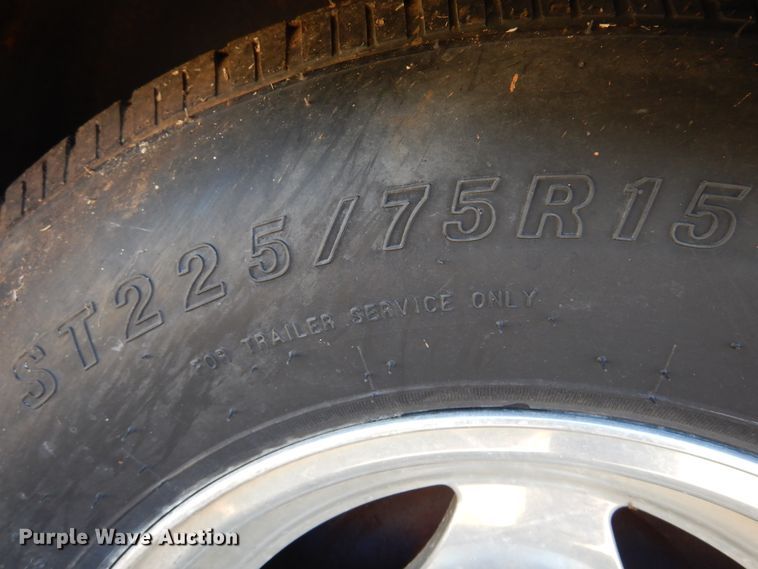 ST225/75R15
FOR TRAILER SERVICE ONLY
Purple Wave Auction